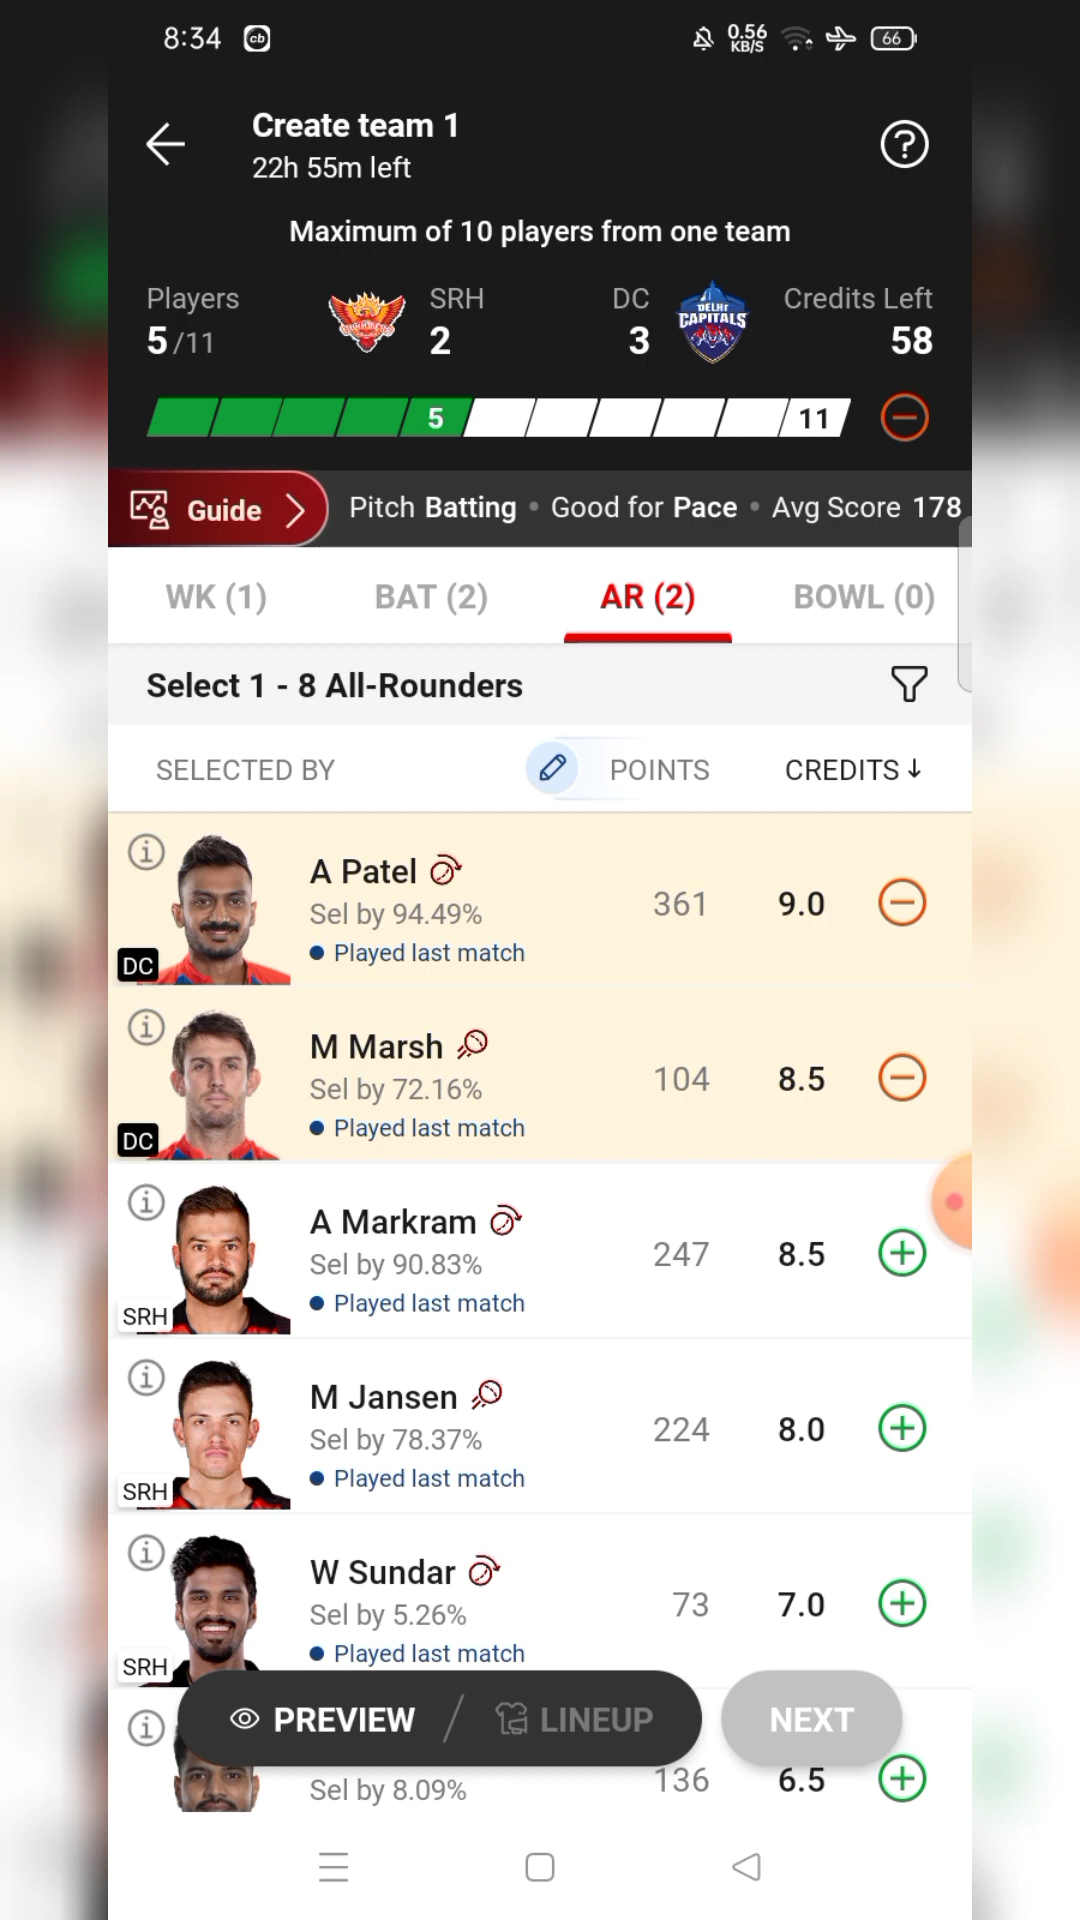 8:34 cb 0.56 KB/S 66
Create team 1
22h 55m left
?
Maximum of 10 players from one team
Players SRH DC Credits Left
5/11 2 3 58
DELHI CAPITALS
5 11
Guide Pitch Batting • Good for Pace • Avg Score 178
WK (1) BAT (2) AR (2) BOWL (0)
Select 1 - 8 All-Rounders
SELECTED BY POINTS CREDITS↓
A Patel
Sel by 94.49% 361 9.0
Played last match
DC
M Marsh
Sel by 72.16% 104 8.5
Played last match
DC
A Markram
Sel by 90.83% 247 8.5
Played last match
SRH
M Jansen
Sel by 78.37% 224 8.0
Played last match
SRH
W Sundar
Sel by 5.26% 73 7.0
Played last match
SRH
PREVIEW / LINEUP NEXT
Sel by 8.09% 136 6.5